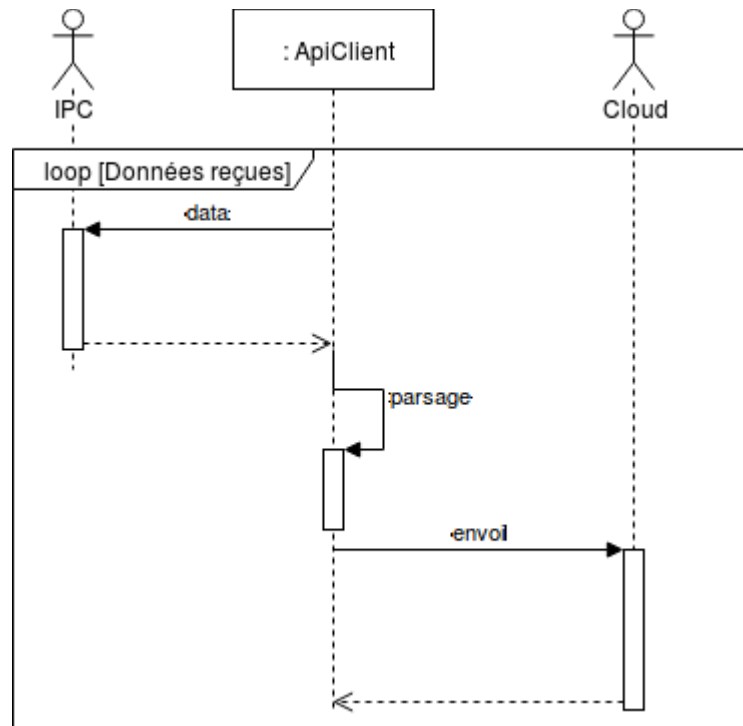 : ApiClient
IPC
Cloud
loop [Données reçues]
data
parsage
envoi